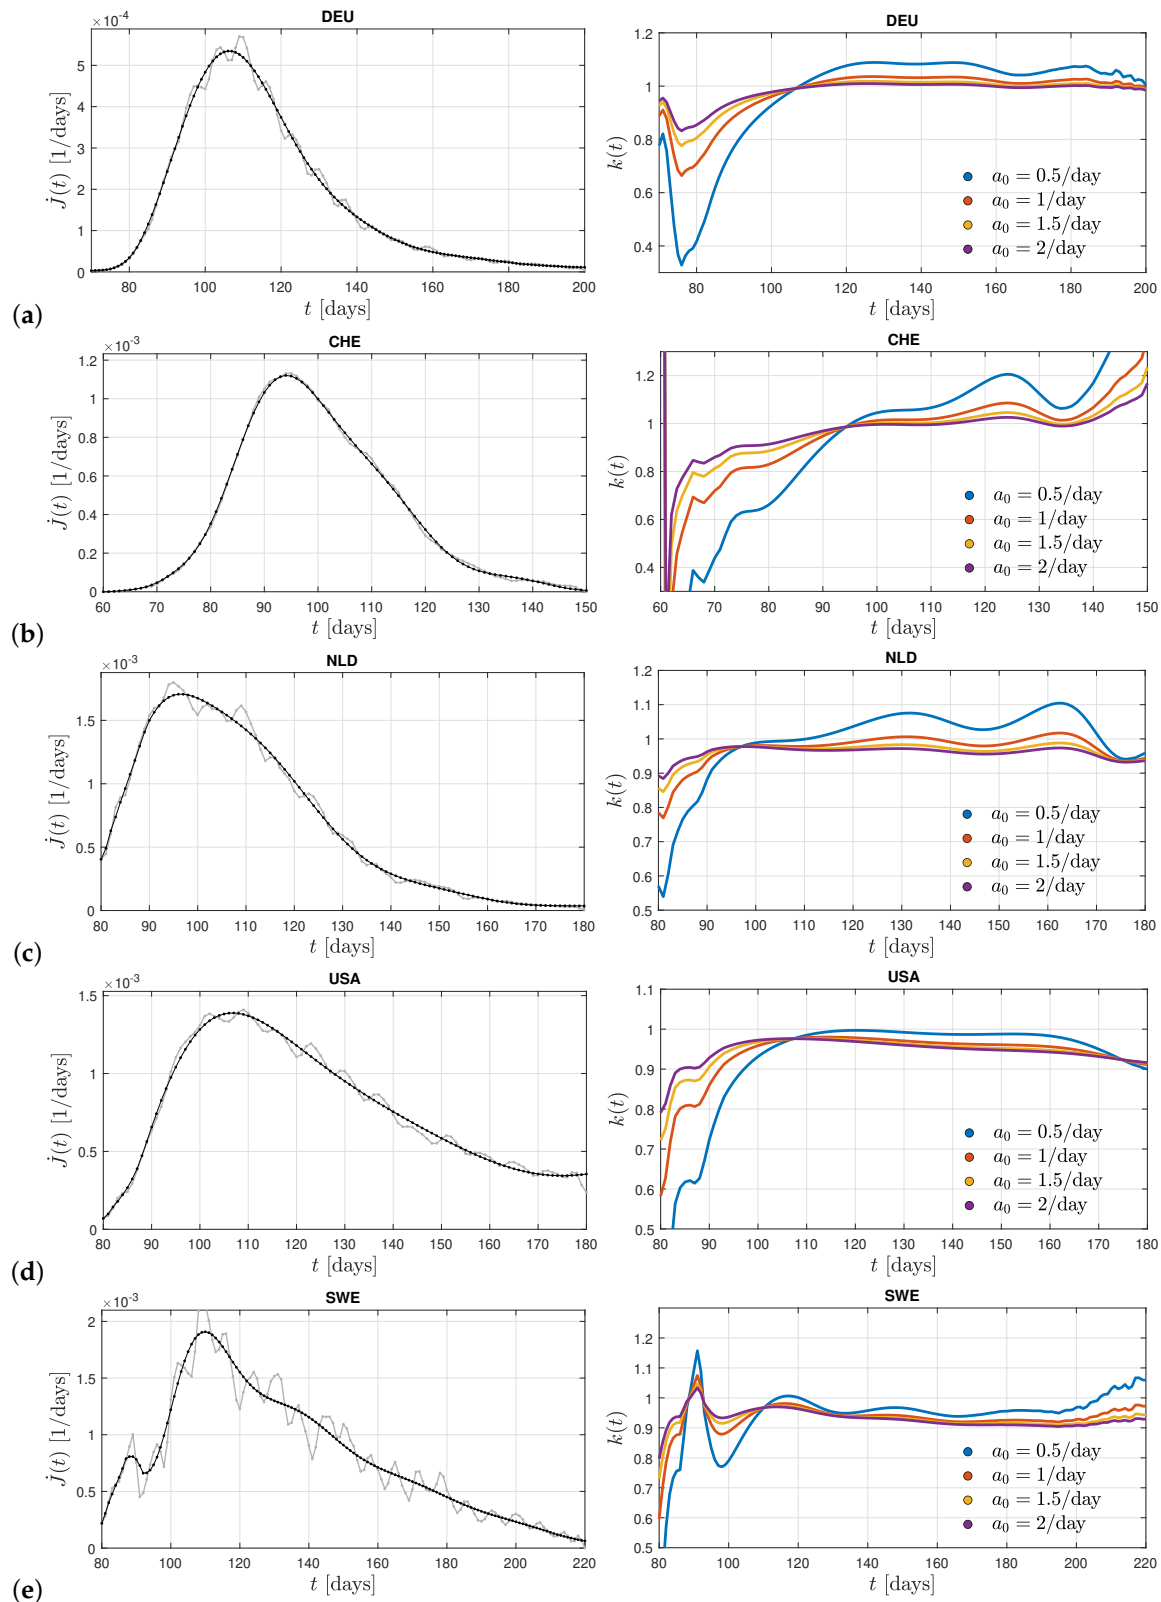 DEU
×10⁻⁴
J̇(t) [1/days]
5
4
3
2
1
0
80 100 120 140 160 180 200
t [days]
(a)
DEU
k(t)
1.2
1
0.8
0.6
0.4
a₀ = 0.5/day
a₀ = 1/day
a₀ = 1.5/day
a₀ = 2/day
80 100 120 140 160 180 200
t [days]
CHE
×10⁻³
J̇(t) [1/days]
1.2
1
0.8
0.6
0.4
0.2
0
60 70 80 90 100 110 120 130 140 150
t [days]
(b)
CHE
k(t)
1.2
1
0.8
0.6
0.4
a₀ = 0.5/day
a₀ = 1/day
a₀ = 1.5/day
a₀ = 2/day
60 70 80 90 100 110 120 130 140 150
t [days]
NLD
×10⁻³
J̇(t) [1/days]
1.5
1
0.5
0
80 90 100 110 120 130 140 150 160 170 180
t [days]
(c)
NLD
k(t)
1.2
1.1
1
0.9
0.8
0.7
0.6
0.5
a₀ = 0.5/day
a₀ = 1/day
a₀ = 1.5/day
a₀ = 2/day
80 90 100 110 120 130 140 150 160 170 180
t [days]
USA
×10⁻³
J̇(t) [1/days]
1.5
1
0.5
0
80 90 100 110 120 130 140 150 160 170 180
t [days]
(d)
USA
k(t)
1.1
1
0.9
0.8
0.7
0.6
0.5
a₀ = 0.5/day
a₀ = 1/day
a₀ = 1.5/day
a₀ = 2/day
80 90 100 110 120 130 140 150 160 170 180
t [days]
SWE
×10⁻³
J̇(t) [1/days]
2
1.5
1
0.5
0
80 100 120 140 160 180 200 220
t [days]
(e)
SWE
k(t)
1.2
1.1
1
0.9
0.8
0.7
0.6
0.5
a₀ = 0.5/day
a₀ = 1/day
a₀ = 1.5/day
a₀ = 2/day
80 100 120 140 160 180 200 220
t [days]